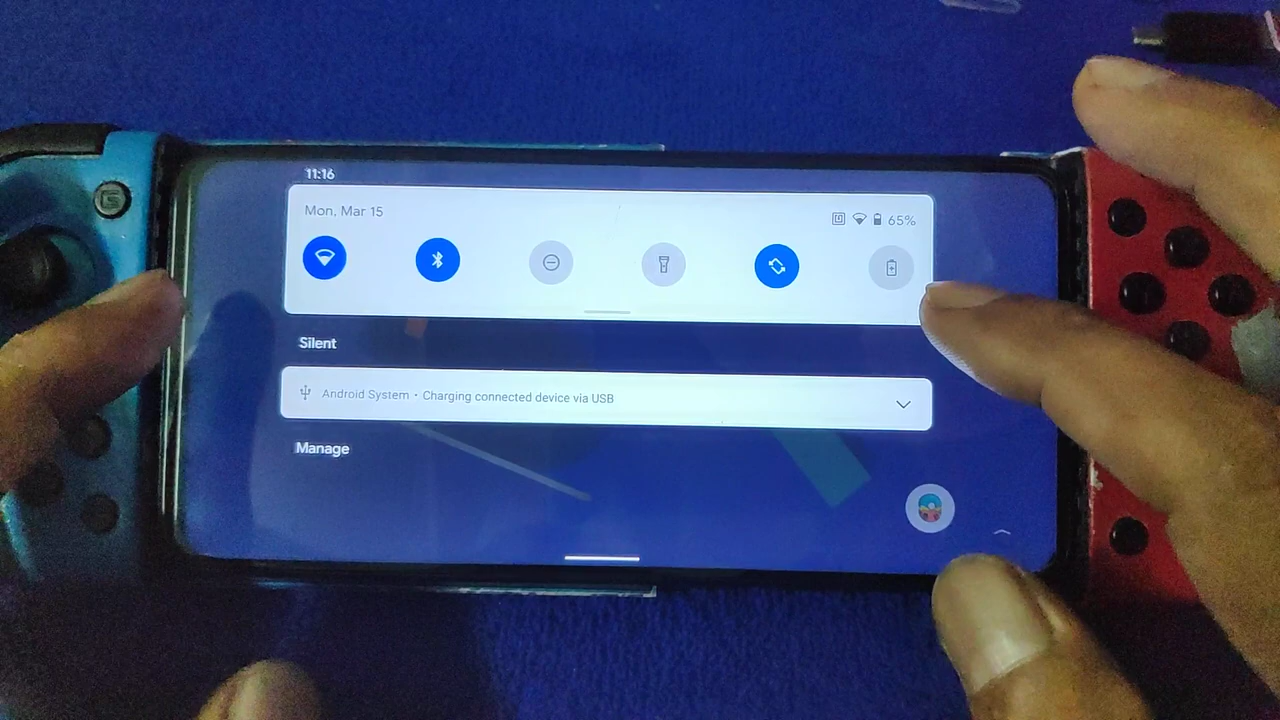 11:16
Mon, Mar 15
65%
Silent
Android System • Charging connected device via USB
Manage